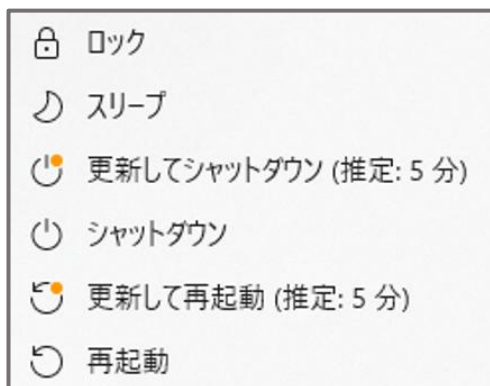 ロック
スリープ
更新してシャットダウン (推定: 5 分)
シャットダウン
更新して再起動 (推定: 5 分)
再起動